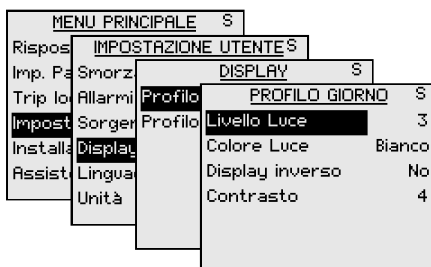 MENU PRINCIPALE S
Rispos
Imp. Pa
Trip lo
Impost
Installa
Assist
IMPOSTAZIONE UTENTE S
Smorz
Allarmi
Sorger
Display
Lingua
Unità
DISPLAY S
Profilo
Profilo
PROFILO GIORNO S
Livello Luce 3
Colore Luce Bianco
Display inverso No
Contrasto 4